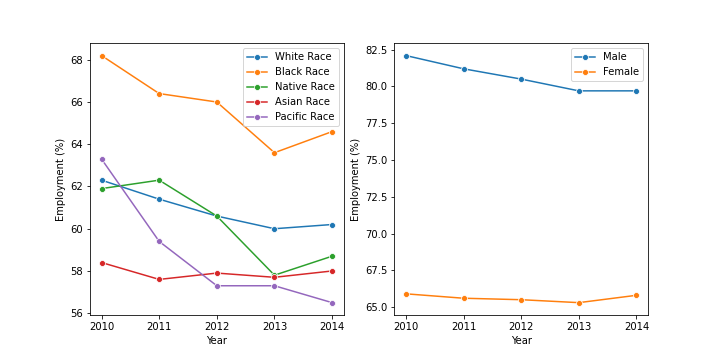 White Race
Black Race
Native Race
Asian Race
Pacific Race
68
66
64
62
60
58
56
Employment (%)
2010 2011 2012 2013 2014
Year
Male
Female
82.5
80.0
77.5
75.0
72.5
70.0
67.5
65.0
Employment (%)
2010 2011 2012 2013 2014
Year